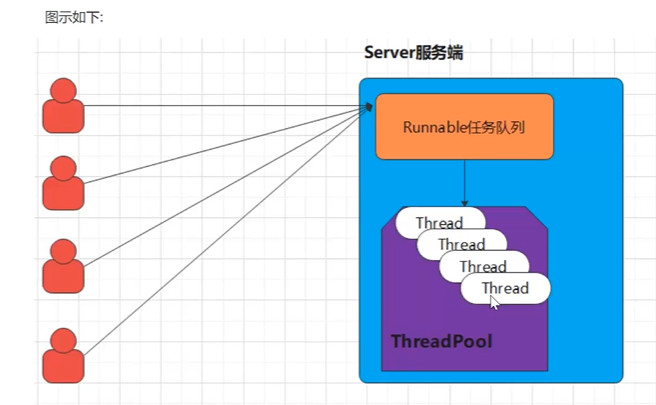 图示如下:
Server服务端
Runnable任务队列
Thread
Thread
Thread
Thread
ThreadPool